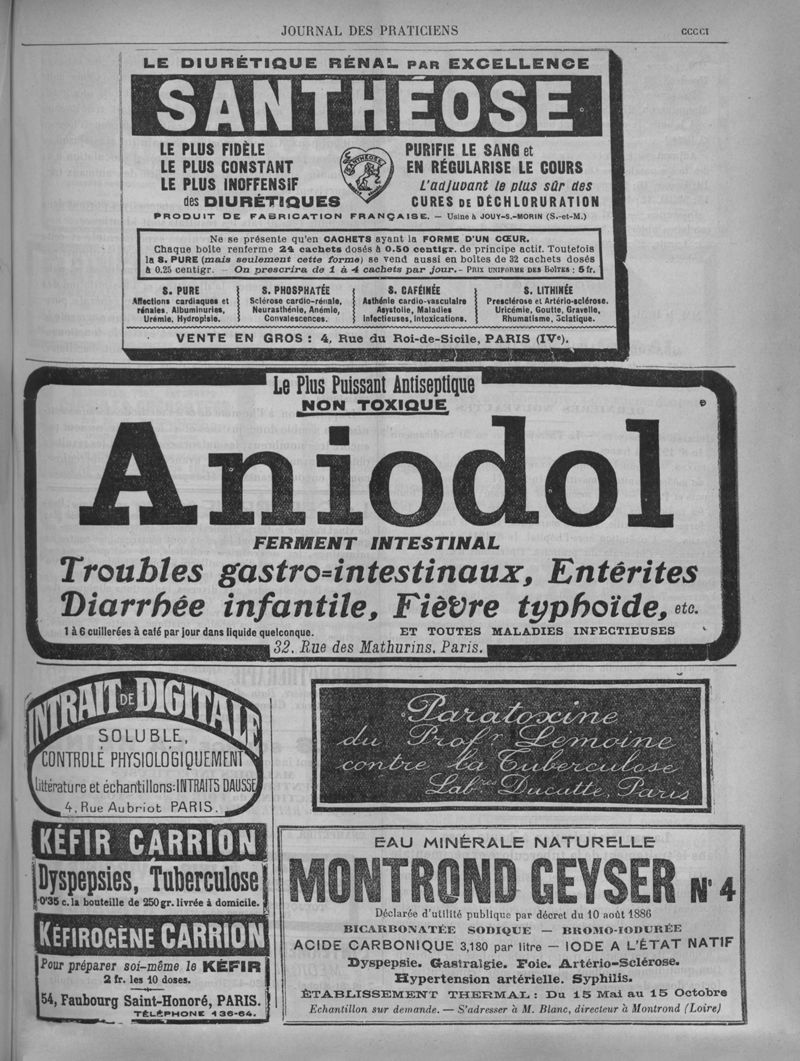 JOURNAL DES PRATICIENS
CCCCI
LE DIURÉTIQUE RÉNAL PAR EXCELLENCE
SANTHÉOSE
LE PLUS FIDÈLE
LE PLUS CONSTANT
LE PLUS INOFFENSIF
des DIURÉTIQUES
SANTHÉOSE
PURIFIE LE SANG et
EN RÉGULARISE LE COURS
L'adjuvant le plus sûr des
CURES DE DÉCHLORURATION
PRODUIT DE FABRICATION FRANÇAISE. — Usine à JOUY-S.-MORIN (S.-et-M.)
Ne se présente qu'en CACHETS ayant la FORME D'UN CŒUR.
Chaque boîte renferme 24 cachets dosés à 0.50 centigr. de principe actif. Toutefois
la S. PURE (mais seulement cette forme) se vend aussi en boîtes de 32 cachets dosés
à 0.25 centigr. — On prescrira de 1 à 4 cachets par jour. - PRIX UNIFORME DES BOÎTES : 5 fr.
S. PURE
Affections cardiaques et
rénales, Albuminuries,
Urémie, Hydropisie.
S. PHOSPHATÉE
Sclérose cardio-rénale,
Neurasthénie, Anémie,
Convalescences.
S. CAFÉINÉE
Asthénie cardio-vasculaire
Asystolie, Maladies
infectieuses, Intoxications.
S. LITHINÉE
Presclérose et Artério-sclérose.
Uricémie, Goutte, Gravelle,
Rhumatisme, Sciatique.
VENTE EN GROS : 4, Rue du Roi-de-Sicile, PARIS (IVe).
Le Plus Puissant Antiseptique
NON TOXIQUE
Aniodol
FERMENT INTESTINAL
Troubles gastro-intestinaux, Entérites
Diarrhée infantile, Fièvre typhoïde, etc.
1 à 6 cuillerées à café par jour dans liquide quelconque.
ET TOUTES MALADIES INFECTIEUSES
32, Rue des Mathurins, Paris.
INTRAIT DE DIGITALE
SOLUBLE,
CONTROLÉ PHYSIOLOGIQUEMENT
Littérature et échantillons: INTRAITS DAUSSE
4, Rue Aubriot PARIS.
Paratoxine
du Profr Lemoine
contre la Tuberculose
Labres Ducatte, Paris
KÉFIR CARRION
Dyspepsies, Tuberculose
0'35 c. la bouteille de 250 gr. livrée à domicile.
KÉFIROGÈNE CARRION
Pour préparer soi-même le KÉFIR
2 fr. les 10 doses.
54, Faubourg Saint-Honoré, PARIS.
TÉLÉPHONE 136-64.
EAU MINÉRALE NATURELLE
MONTROND GEYSER No 4
Déclarée d'utilité publique par décret du 10 août 1886
BICARBONATÉE SODIQUE — BROMO-IODURÉE
ACIDE CARBONIQUE 3,180 par litre — IODE A L'ÉTAT NATIF
Dyspepsie. Gastralgie. Foie. Artério-Sclérose.
Hypertension artérielle. Syphilis.
ÉTABLISSEMENT THERMAL : Du 15 Mai au 15 Octobre
Echantillon sur demande. — S'adresser à M. Blanc, directeur à Montrond (Loire)